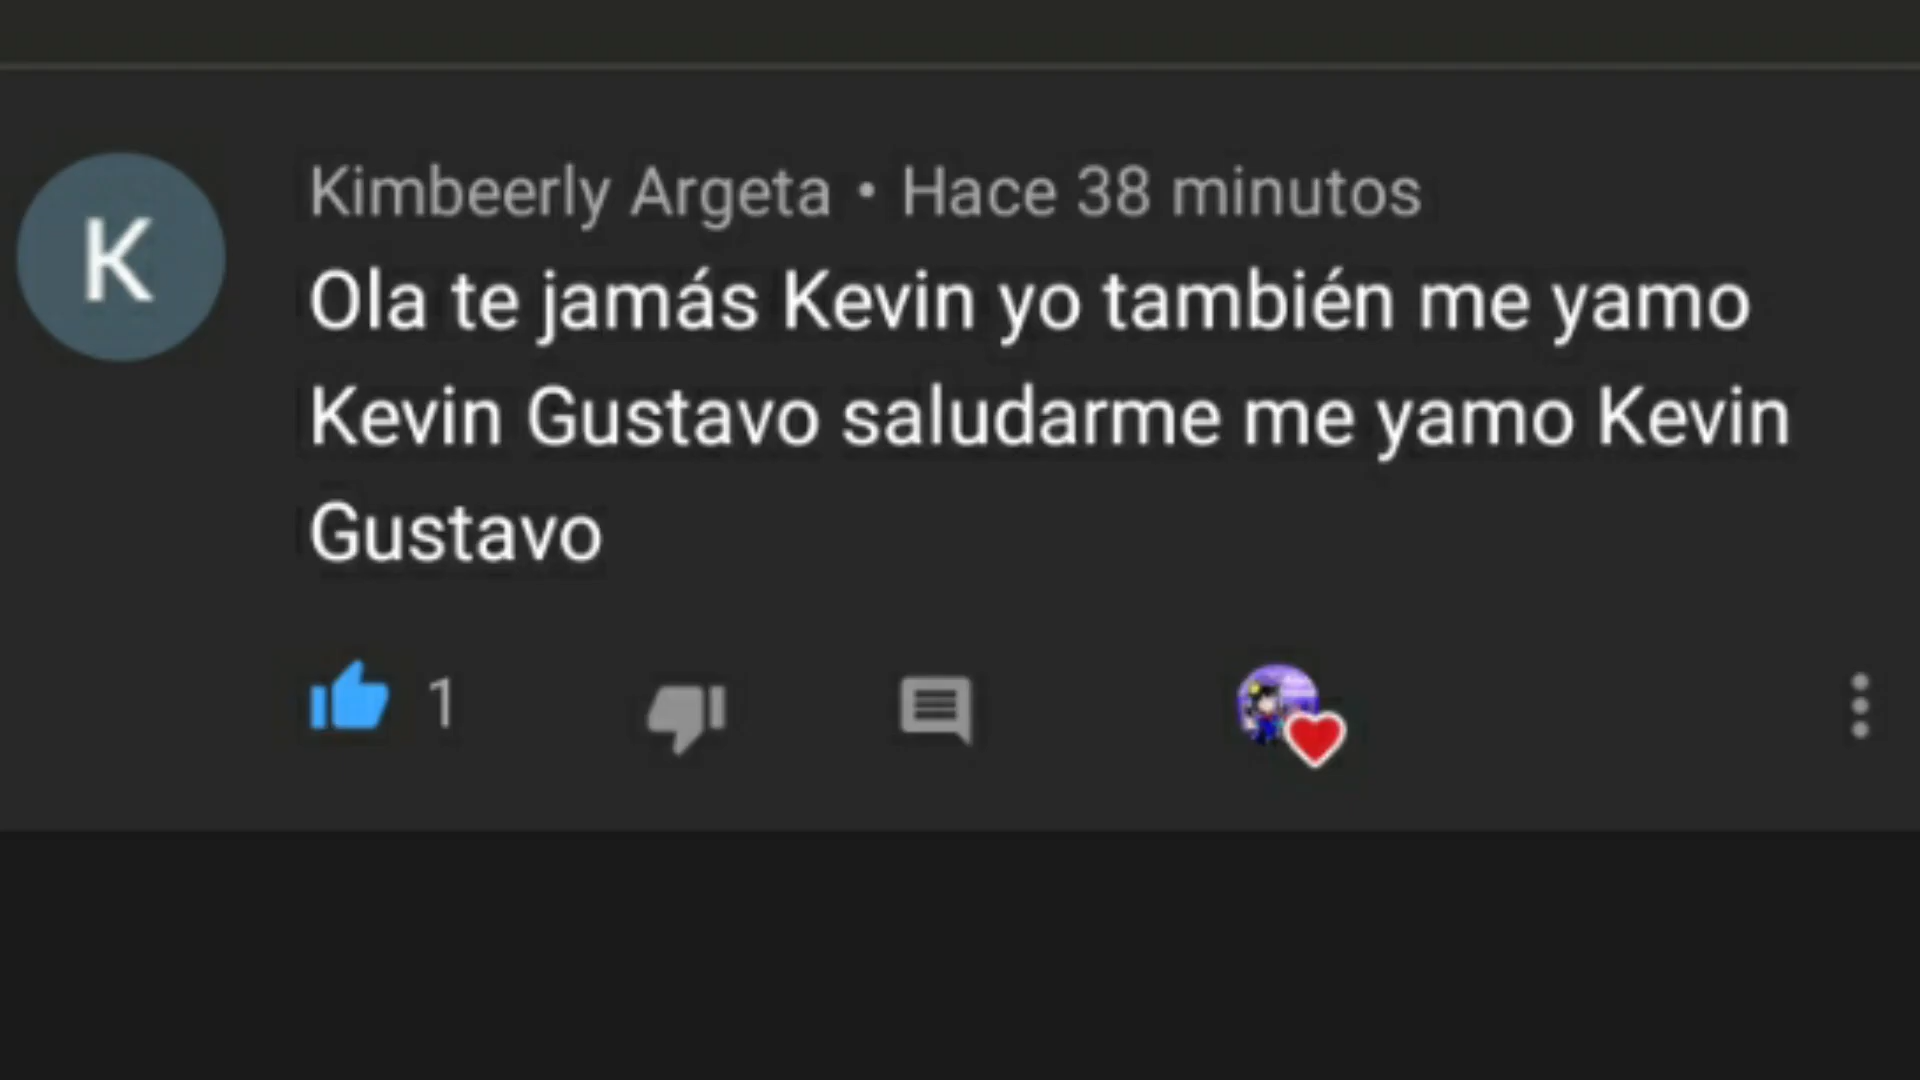 K
Kimbeerly Argeta • Hace 38 minutos
Ola te jamás Kevin yo también me yamo
Kevin Gustavo saludarme me yamo Kevin
Gustavo
1